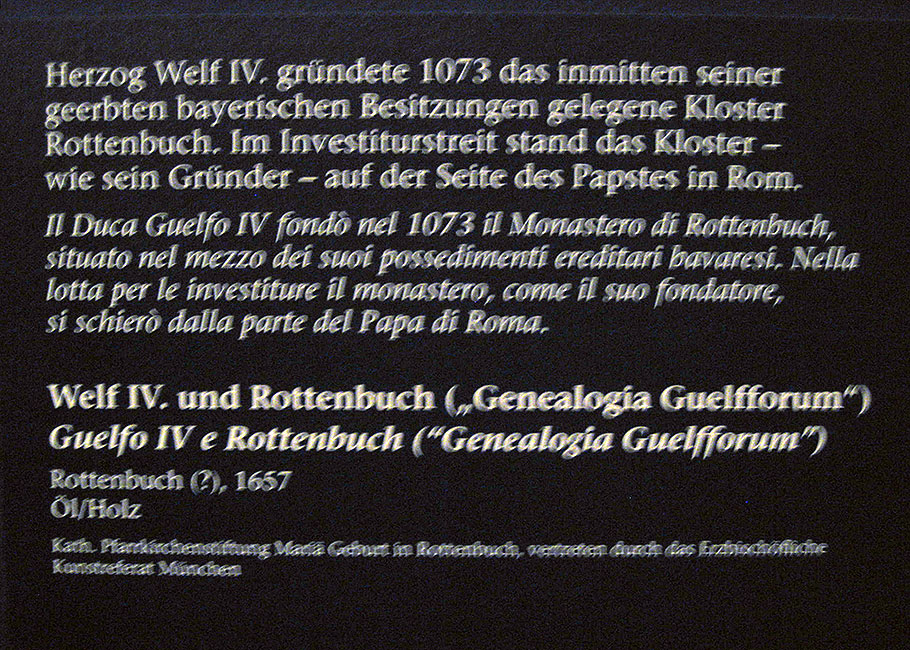 Herzog Welf IV. gründete 1073 das inmitten seiner
geerbten bayerischen Besitzungen gelegene Kloster
Rottenbuch. Im Investiturstreit stand das Kloster –
wie sein Gründer – auf der Seite des Papstes in Rom.
Il Duca Guelfo IV fondò nel 1073 il Monastero di Rottenbuch,
situato nel mezzo dei suoi possedimenti ereditari bavaresi. Nella
lotta per le investiture il monastero, come il suo fondatore,
si schierò dalla parte del Papa di Roma.
Welf IV. und Rottenbuch („Genealogia Guelfforum“)
Guelfo IV e Rottenbuch (“Genealogia Guelfforum”)
Rottenbuch (?), 1657
Öl/Holz
Kath. Pfarrkirchenstiftung Mariä Geburt in Rottenbuch, vertreten durch das Erzbischöfliche
Kunstreferat München